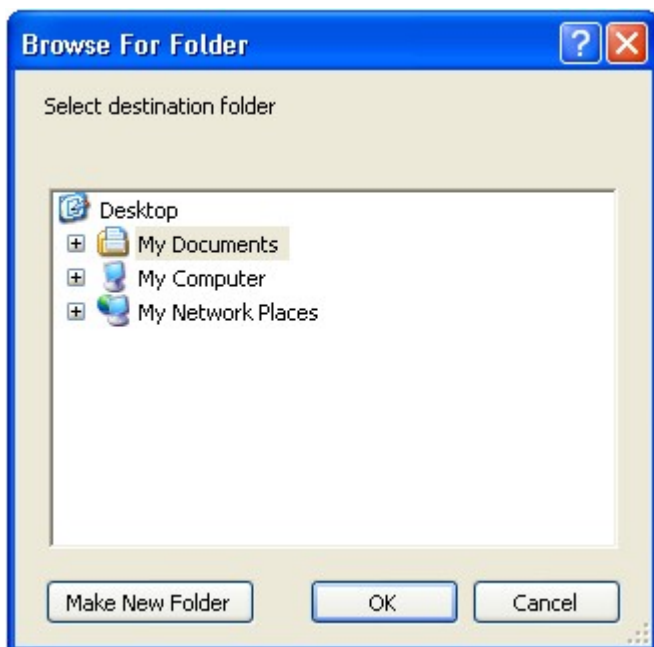 Browse For Folder
?
Select destination folder
Desktop
My Documents
My Computer
My Network Places
Make New Folder OK Cancel